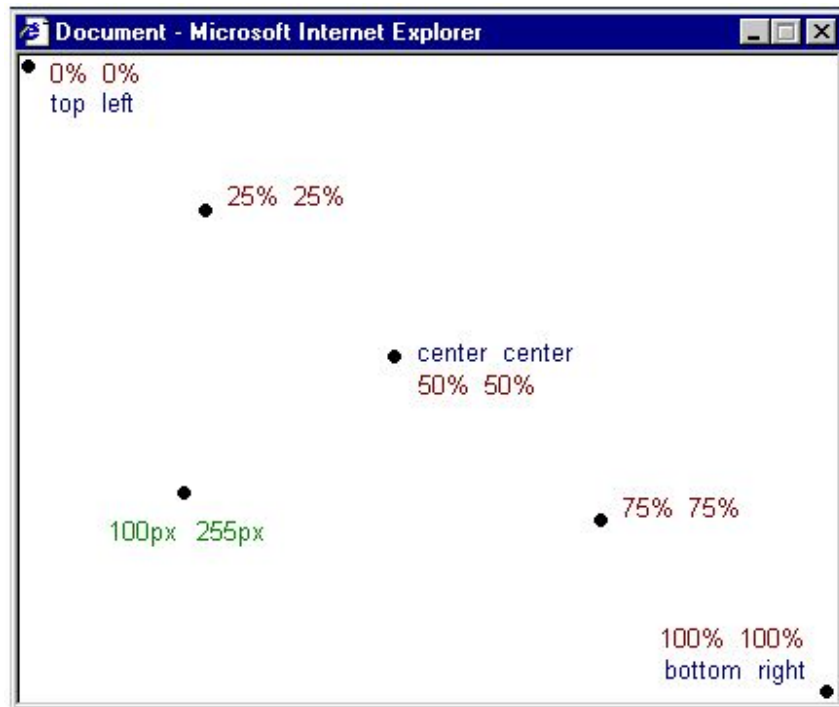 Document - Microsoft Internet Explorer
0% 0%
top left
25% 25%
center center
50% 50%
100px 255px
75% 75%
100% 100%
bottom right